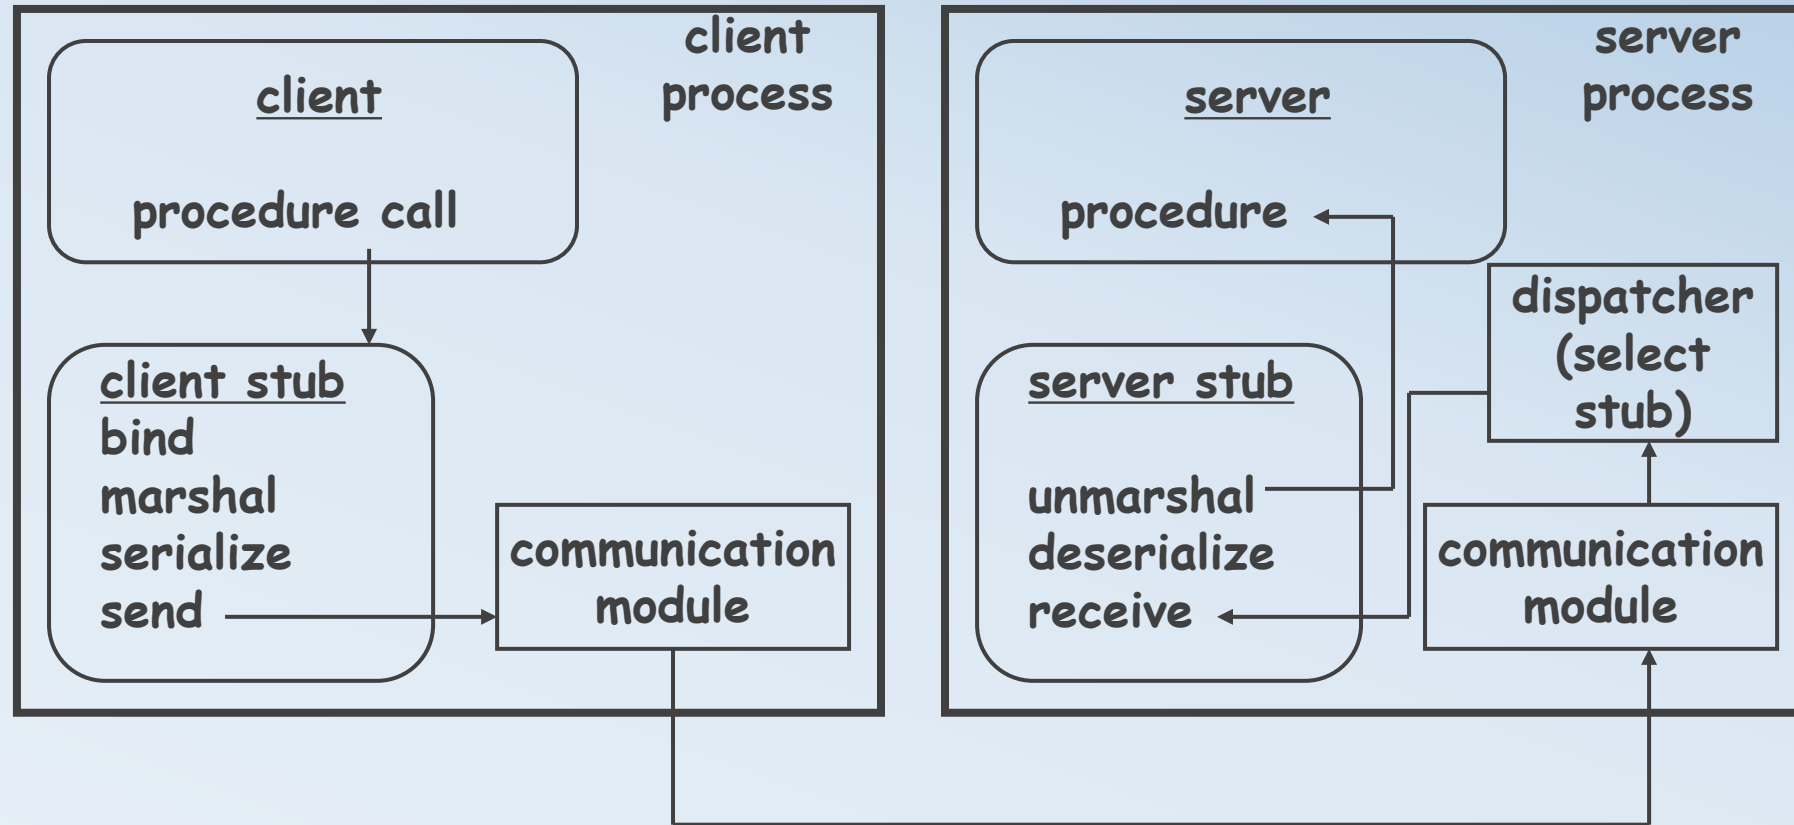 client
process
client
procedure call
client stub
bind
marshal
serialize
send
communication
module
server
process
server
procedure
dispatcher
(select
stub)
server stub
unmarshal
deserialize
receive
communication
module